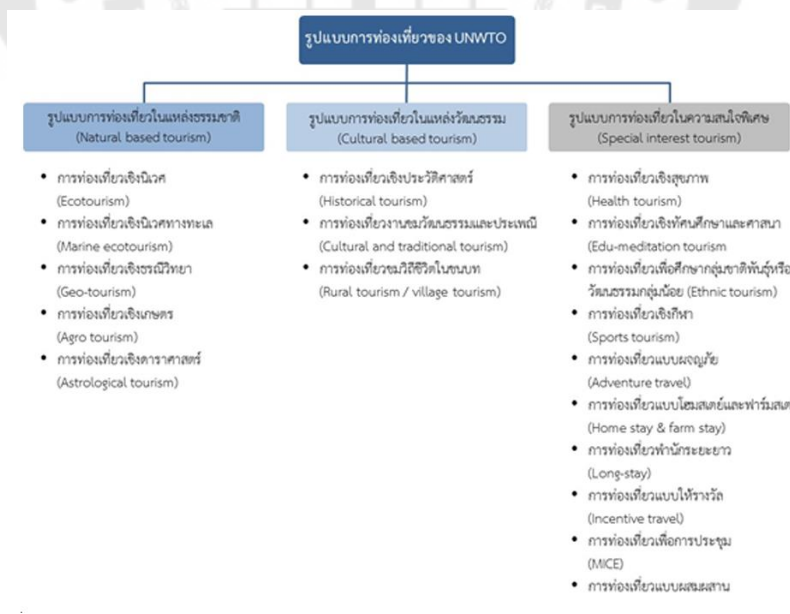 รูปแบบการท่องเที่ยวของ UNWTO
รูปแบบการท่องเที่ยวในแหล่งธรรมชาติ
(Natural based tourism)
• การท่องเที่ยวเชิงนิเวศ
(Ecotourism)
• การท่องเที่ยวเชิงนิเวศทางทะเล
(Marine ecotourism)
• การท่องเที่ยวเชิงธรณีวิทยา
(Geo-tourism)
• การท่องเที่ยวเชิงเกษตร
(Agro tourism)
• การท่องเที่ยวเชิงดาราศาสตร์
(Astrological tourism)
รูปแบบการท่องเที่ยวในแหล่งวัฒนธรรม
(Cultural based tourism)
• การท่องเที่ยวเชิงประวัติศาสตร์
(Historical tourism)
• การท่องเที่ยวงานชมวัฒนธรรมและประเพณี
(Cultural and traditional tourism)
• การท่องเที่ยวชมวิถีชีวิตในชนบท
(Rural tourism / village tourism)
รูปแบบการท่องเที่ยวในความสนใจพิเศษ
(Special interest tourism)
• การท่องเที่ยวเชิงสุขภาพ
(Health tourism)
• การท่องเที่ยวเชิงทัศนศึกษาและศาสนา
(Edu-meditation tourism
• การท่องเที่ยวเพื่อศึกษากลุ่มชาติพันธุ์หรือ
วัฒนธรรมกลุ่มน้อย (Ethnic tourism)
• การท่องเที่ยวเชิงกีฬา
(Sports tourism)
• การท่องเที่ยวแบบผจญภัย
(Adventure travel)
• การท่องเที่ยวแบบโฮมสเตย์และฟาร์มสเต
(Home stay & farm stay)
• การท่องเที่ยวพำนักระยะยาว
(Long-stay)
• การท่องเที่ยวแบบให้รางวัล
(Incentive travel)
• การท่องเที่ยวเพื่อการประชุม
(MICE)
• การท่องเที่ยวแบบผสมผสาน